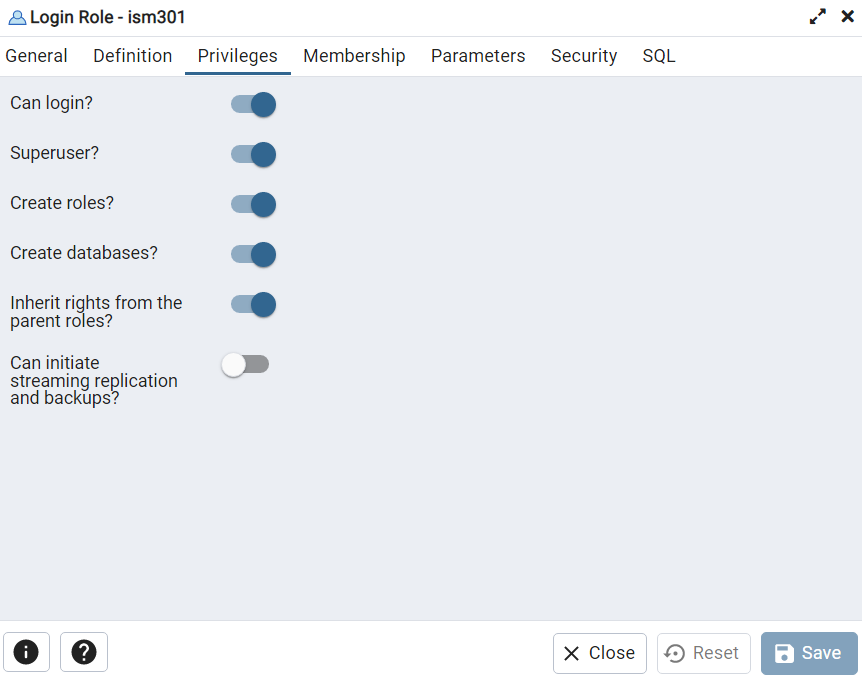 Login Role - ism301
General Definition Privileges Membership Parameters Security SQL
Can login?
Superuser?
Create roles?
Create databases?
Inherit rights from the
parent roles?
Can initiate
streaming replication
and backups?
Close Reset Save